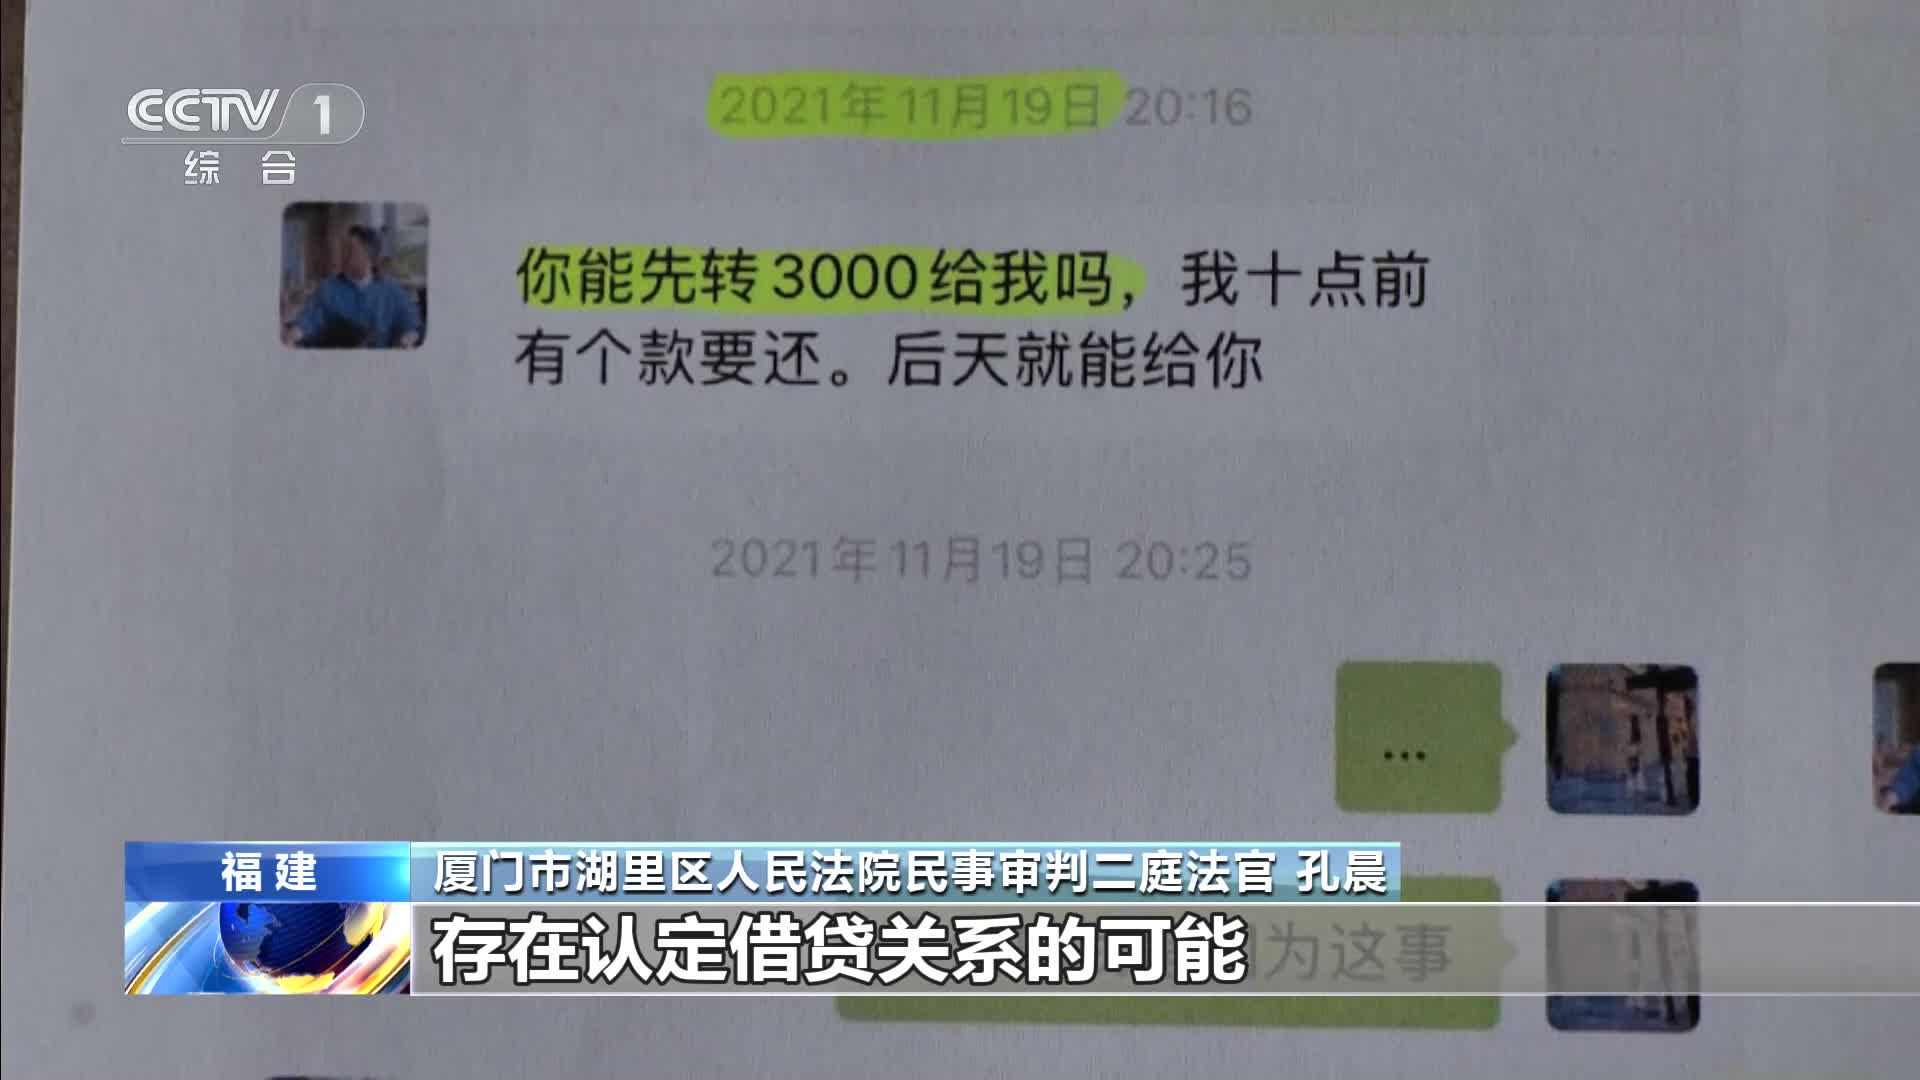 CCTV 1
综合
2021年11月19日 20:16
你能先转3000给我吗，我十点前
有个款要还。后天就能给你
2021年11月19日 20:25
...
福建
厦门市湖里区人民法院民事审判二庭法官 孔晨
存在认定借贷关系的可能
为这事